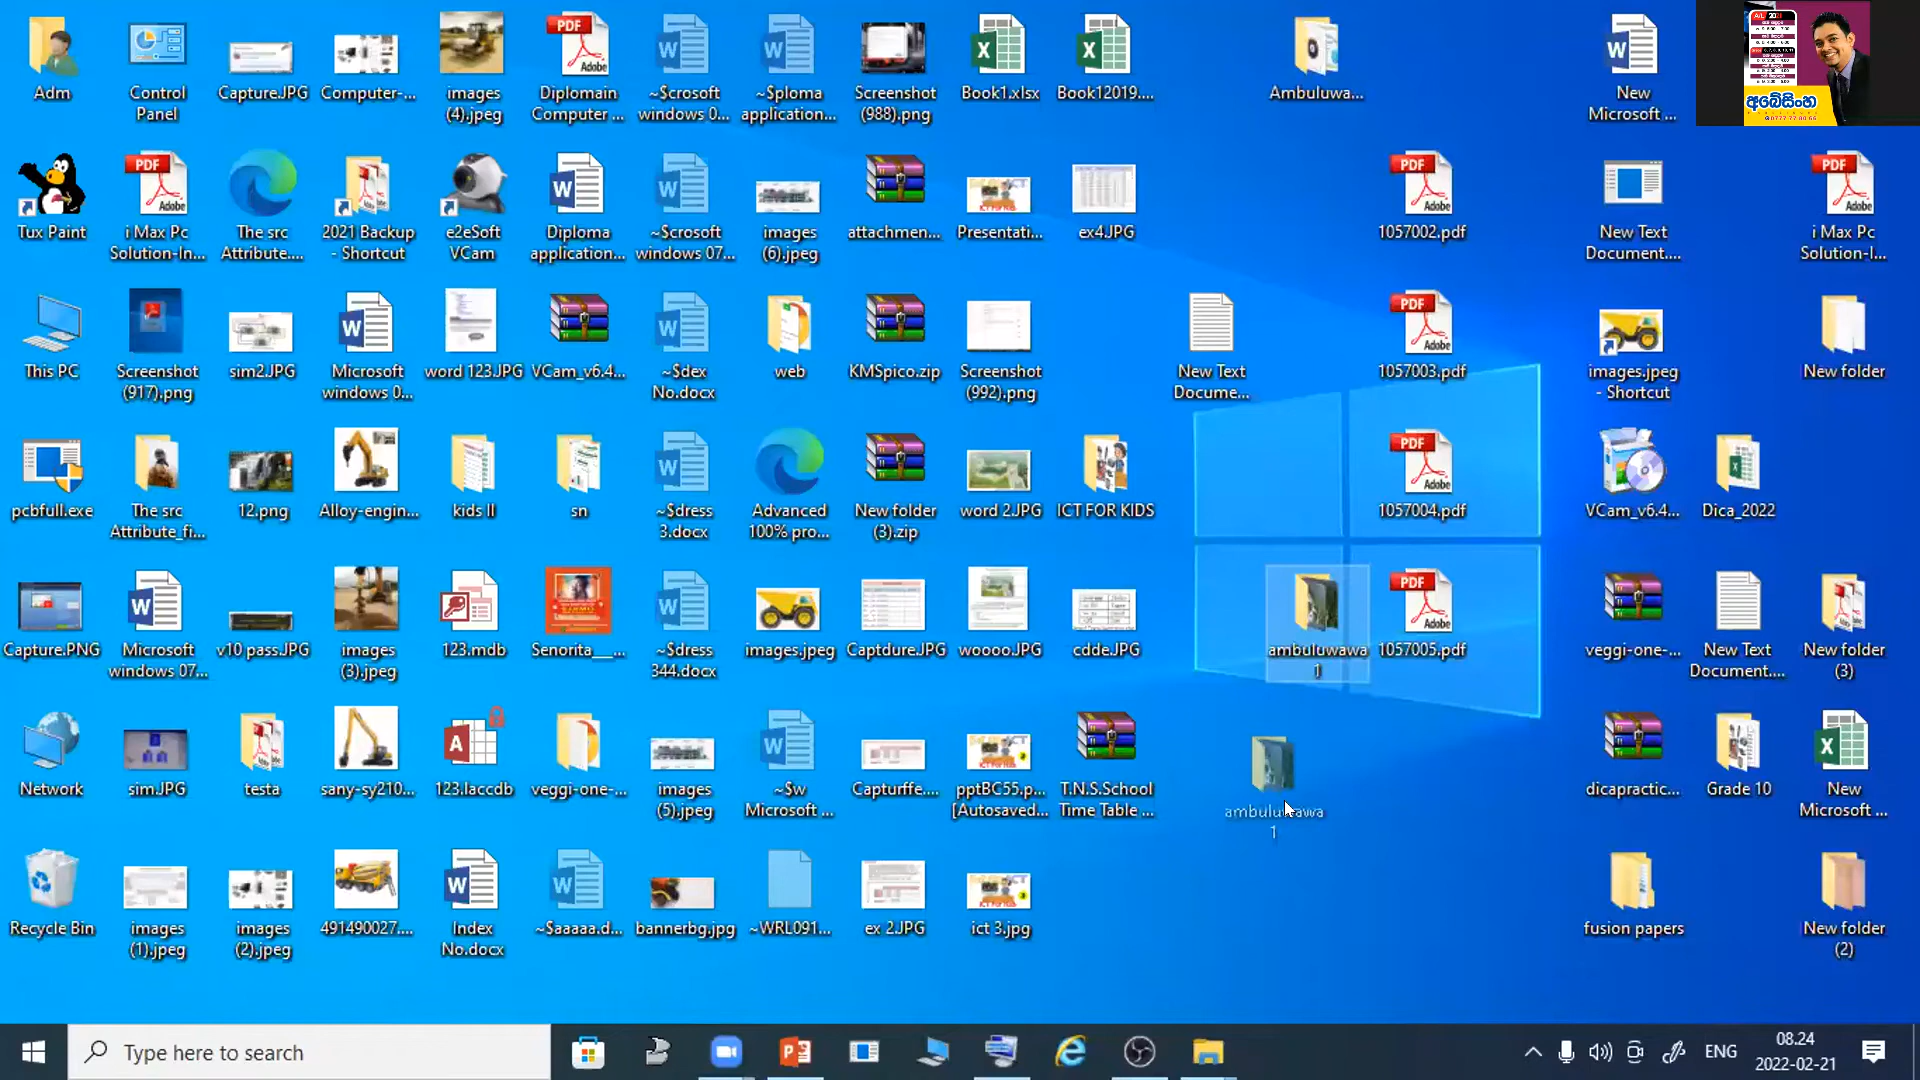 Adm
Control
Panel
Capture.JPG
Computer-...
images
(4).jpeg
Diplomain
Computer ...
~$crosoft
windows 0...
~$ploma
application...
Screenshot
(988).png
Book1.xlsx
Book12019....
Ambuluwa...
New
Microsoft ...
Tux Paint
i Max Pc
Solution-In...
The src
Attribute....
2021 Backup
- Shortcut
e2eSoft
VCam
Diploma
application...
~$crosoft
windows 07...
images
(6).jpeg
attachmen...
Presentati...
ex4.JPG
1057002.pdf
New Text
Document....
i Max Pc
Solution-I...
This PC
Screenshot
(917).png
sim2.JPG
Microsoft
windows 0...
word 123.JPG
VCam_v6.4...
~$dex
No.docx
web
KMSpico.zip
Screenshot
(992).png
New Text
Docume...
1057003.pdf
images.jpeg
- Shortcut
New folder
pcbfull.exe
The src
Attribute_fi...
12.png
Alloy-engin...
kids II
sn
~$dress
3.docx
Advanced
100% pro...
New folder
(3).zip
word 2.JPG
ICT FOR KIDS
1057004.pdf
VCam_v6.4...
Dica_2022
Capture.PNG
Microsoft
windows 07...
v10 pass.JPG
images
(3).jpeg
123.mdb
Senorita__...
~$dress
344.docx
images.jpeg
Captdure.JPG
woooo.JPG
cdde.JPG
ambuluwawa
1
1057005.pdf
veggi-one-...
New Text
Document....
New folder
(3)
Network
sim.JPG
testa
sany-sy210...
123.laccdb
veggi-one-...
images
(5).jpeg
~$w
Microsoft ...
Capturffe....
pptBC55.p...
[Autosaved...
T.N.S.School
Time Table ...
ambuluwawa
1
dicapractic...
Grade 10
New
Microsoft ...
Recycle Bin
images
(1).jpeg
images
(2).jpeg
491490027....
Index
No.docx
~$aaaaa.d...
bannerbg.jpg
~WRL091...
ex 2.JPG
ict 3.jpg
fusion papers
New folder
(2)
අබේසිංහ
Type here to search
ENG
08.24
2022-02-21